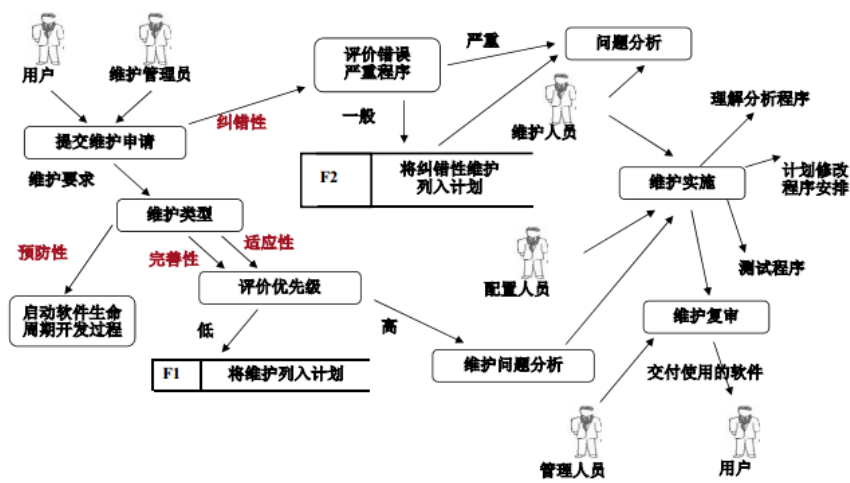 用户
维护管理员
评价错误
严重程序
严重
问题分析
纠错性
一般
维护人员
理解分析程序
提交维护申请
F2
将纠错性维护
列入计划
维护要求
维护实施
计划修改
程序安排
维护类型
预防性
完善性
适应性
配置人员
测试程序
评价优先级
启动软件生命
周期开发过程
低
高
维护复审
F1
将维护列入计划
维护问题分析
交付使用的软件
管理人员
用户